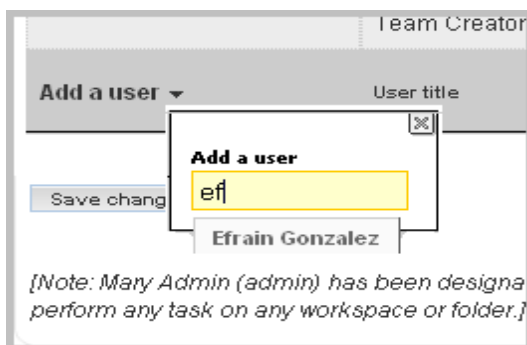 Team Creator
Add a user
User title
Add a user
ef
Save chang
Efrain Gonzalez
[Note: Mary Admin (admin) has been designa
perform any task on any workspace or folder.]